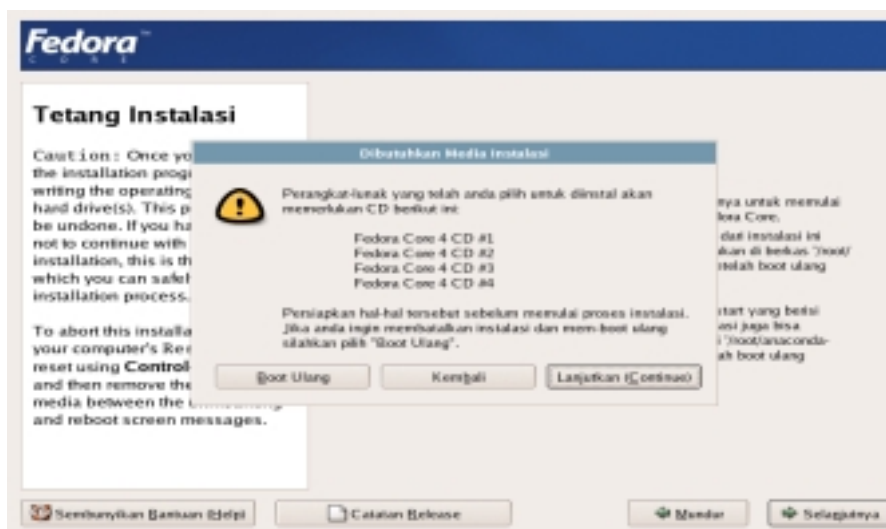 Fedora™
CORE
Tetang Instalasi
Caution: Once yo
the installation progr
writing the operating
hard drive(s). This p
be undone. If you ha
not to continue with
installation, this is th
which you can safel
installation process.
To abort this installa
your computer's Res
reset using Control
and then remove the
media between the
and reboot screen messages.
Dibutuhkan Media Instalasi
Perangkat-lunak yang telah anda pilih untuk diinstal akan
memerlukan CD berikut ini:
Fedora Core 4 CD #1
Fedora Core 4 CD #2
Fedora Core 4 CD #3
Fedora Core 4 CD #4
Persiapkan hal-hal tersebut sebelum memulai proses instalasi.
Jika anda ingin membatalkan instalasi dan mem-boot ulang
silahkan pilih "Boot Ulang".
Boot Ulang
Kembali
Lanjutkan (Continue)
nya untuk memulai
dora Core.
dari instalasi ini
kan di berkas '/root/
etelah boot ulang
start yang berisi
asi juga bisa
i '/root/anaconda-
ah boot ulang
Sembunyikan Bantuan (Help)
Catatan Release
Mundur
Selanjutnya